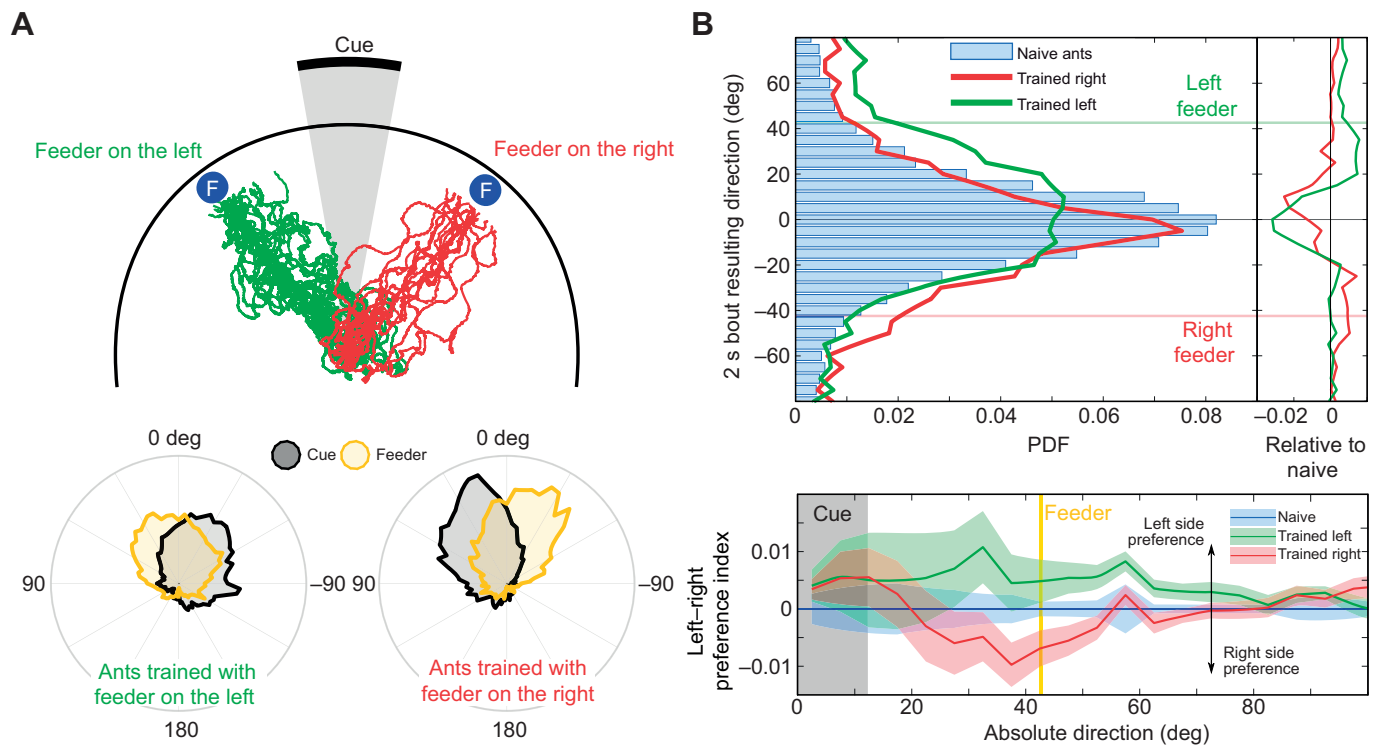 A
Cue
Feeder on the left
Feeder on the right
F
F
0 deg
Cue
Feeder
0 deg
90
–90
90
–90
Ants trained with
feeder on the left
Ants trained with
feeder on the right
180
180
B
2 s bout resulting direction (deg)
60
40
20
0
–20
–40
–60
Naive ants
Trained right
Trained left
Left
feeder
Right
feeder
0
0.02
0.04
0.06
0.08
PDF
–0.02
0
Relative to
naive
Left–right
preference index
0.01
0
–0.01
Cue
Feeder
Left side
preference
Naive
Trained left
Trained right
Right side
preference
0
20
40
60
80
Absolute direction (deg)